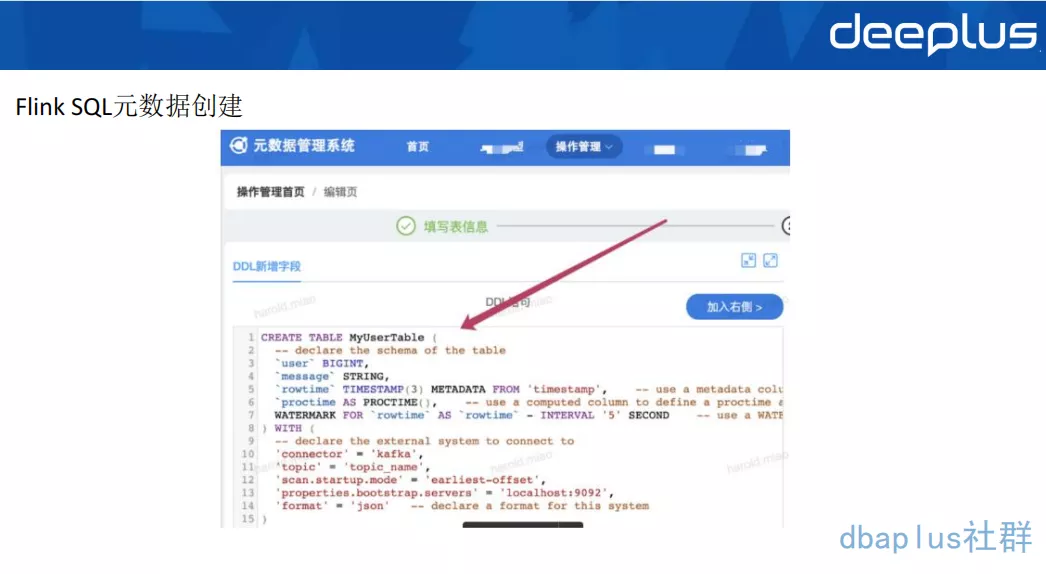 deeplus
Flink SQL元数据创建
元数据管理系统 首页 操作管理
操作管理首页 / 编辑页
填写表信息
DDL新增字段
DDL语句
加入右侧 >
harold.miao
1 CREATE TABLE MyUserTable (
2 -- declare the schema of the table
3 `user` BIGINT,
4 `message` STRING,
5 `rowtime` TIMESTAMP(3) METADATA FROM 'timestamp', -- use a metadata colu
6 `proctime AS PROCTIME(), -- use a computed column to define a proctime a
7 WATERMARK FOR `rowtime` AS `rowtime` - INTERVAL '5' SECOND -- use a WATE
8 ) WITH (
9 -- declare the external system to connect to
10 'connector' = 'kafka',
11 'topic' = 'topic_name',
12 'scan.startup.mode' = 'earliest-offset',
13 'properties.bootstrap.servers' = 'localhost:9092',
14 'format' = 'json' -- declare a format for this system
15 )
harold.miao
harold.miao
dbaplus社群